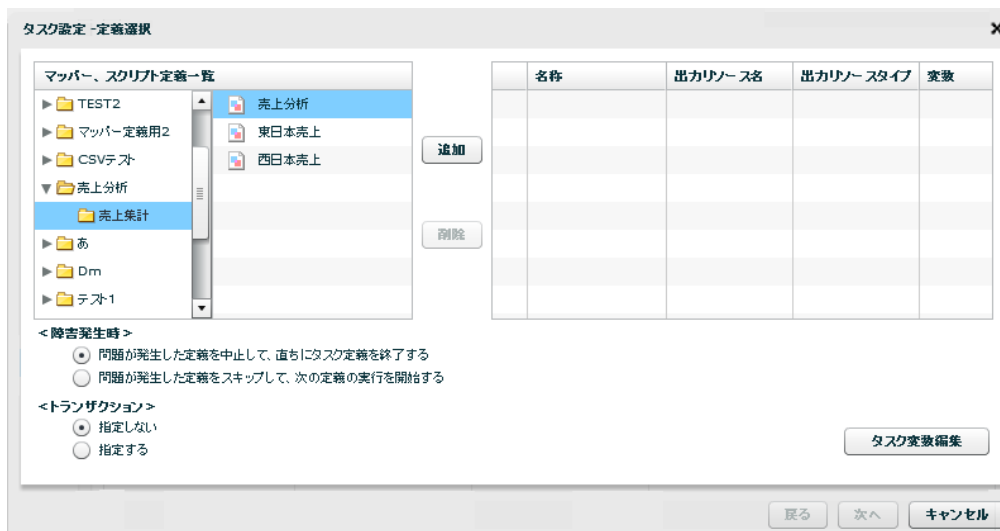 タスク設定 -定義選択
マッパー、スクリプト定義一覧
名称 出力リソース名 出力リソースタイプ 変数
TEST2
マッパー定義用2
CSVテスト
売上分析
売上集計
あ
Dm
テスト1
売上分析
東日本売上
西日本売上
追加
削除
<障害発生時>
問題が発生した定義を中止して、直ちにタスク定義を終了する
問題が発生した定義をスキップして、次の定義の実行を開始する
<トランザクション>
指定しない
指定する
タスク変数編集
戻る 次へ キャンセル